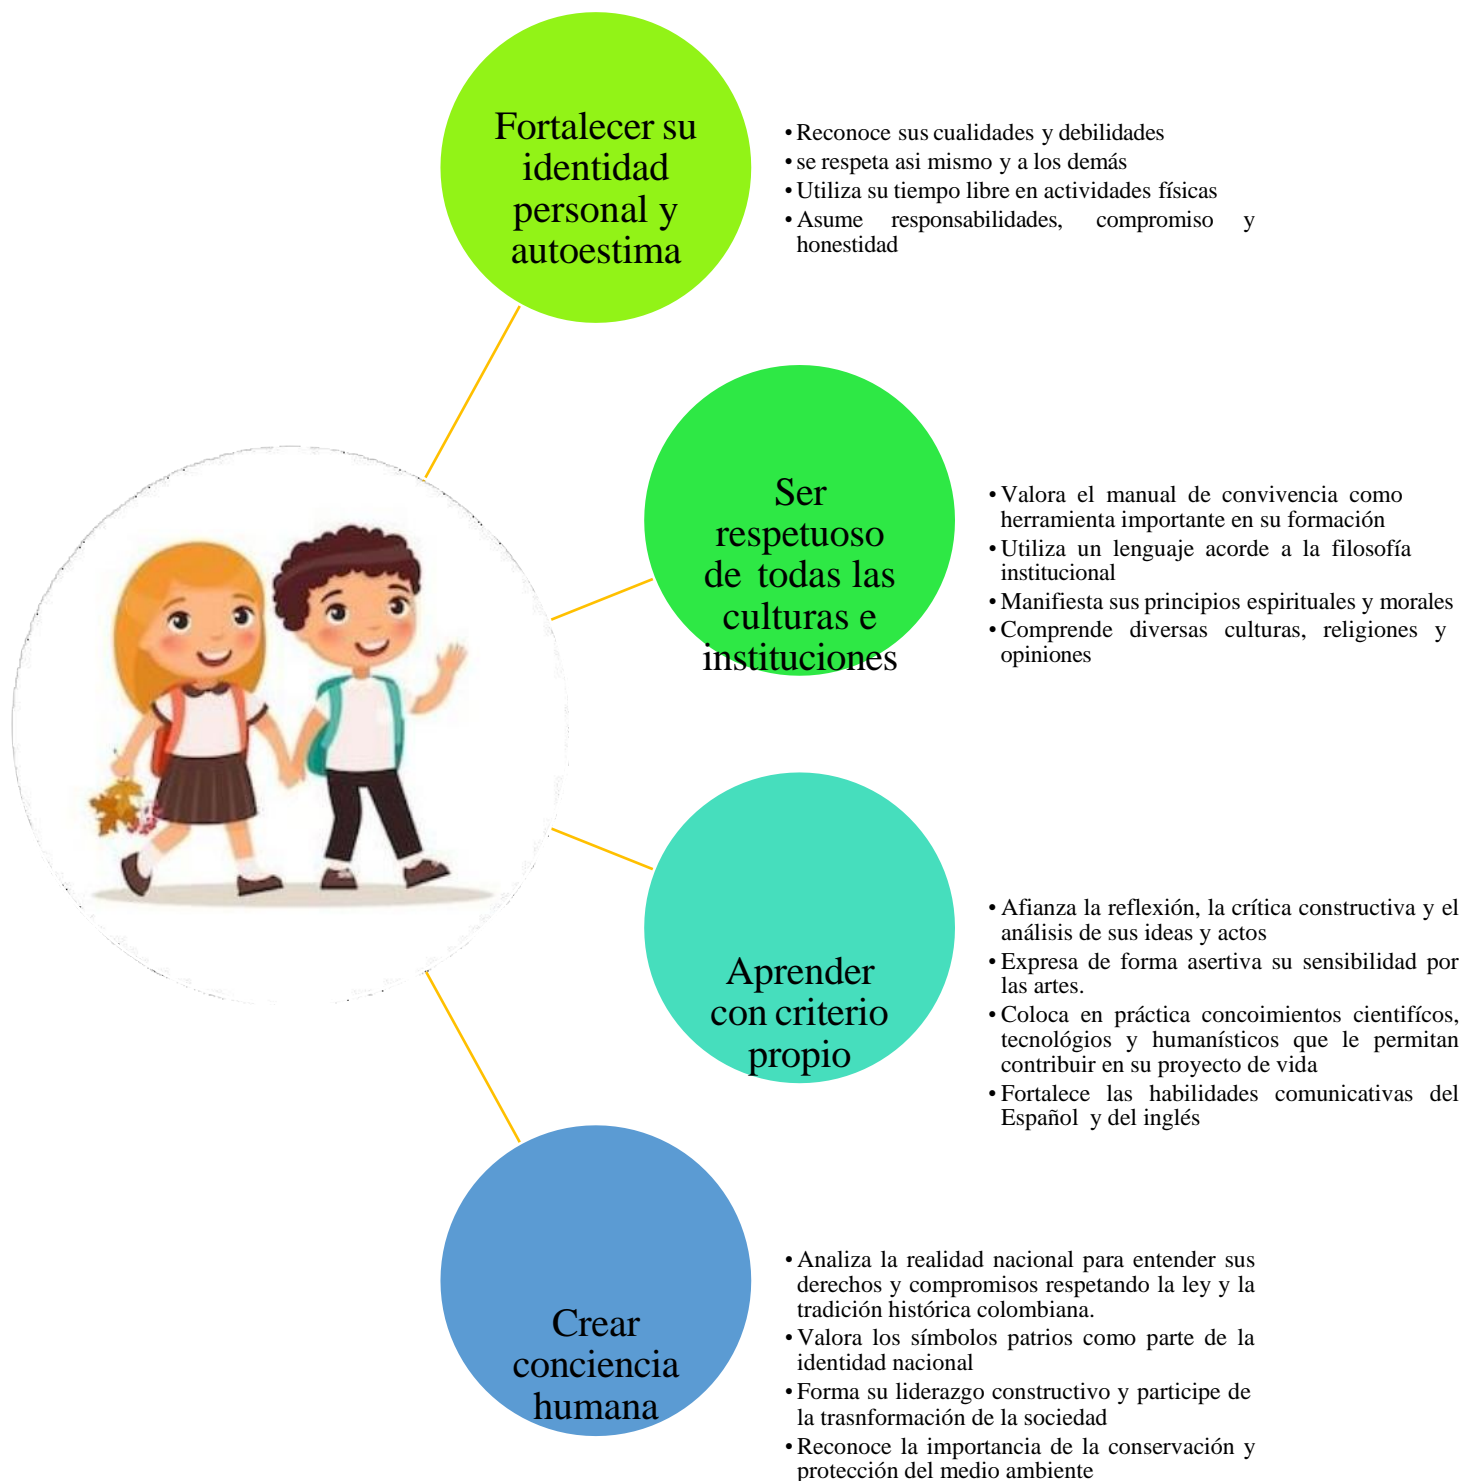 Fortalecer su
identidad
personal y
autoestima
• Reconoce sus cualidades y debilidades
• se respeta asi mismo y a los demás
• Utiliza su tiempo libre en actividades físicas
• Asume responsabilidades, compromiso y
honestidad
Ser
respetuoso
de todas las
culturas e
instituciones
• Valora el manual de convivencia como
herramienta importante en su formación
• Utiliza un lenguaje acorde a la filosofía
institucional
• Manifiesta sus principios espirituales y morales
• Comprende diversas culturas, religiones y
opiniones
Aprender
con criterio
propio
• Afianza la reflexión, la crítica constructiva y el
análisis de sus ideas y actos
• Expresa de forma asertiva su sensibilidad por
las artes.
• Coloca en práctica concoimientos cientifícos,
tecnológios y humanísticos que le permitan
contribuir en su proyecto de vida
• Fortalece las habilidades comunicativas del
Español y del inglés
Crear
conciencia
humana
• Analiza la realidad nacional para entender sus
derechos y compromisos respetando la ley y la
tradición histórica colombiana.
• Valora los símbolos patrios como parte de la
identidad nacional
• Forma su liderazgo constructivo y participe de
la trasnformación de la sociedad
• Reconoce la importancia de la conservación y
protección del medio ambiente